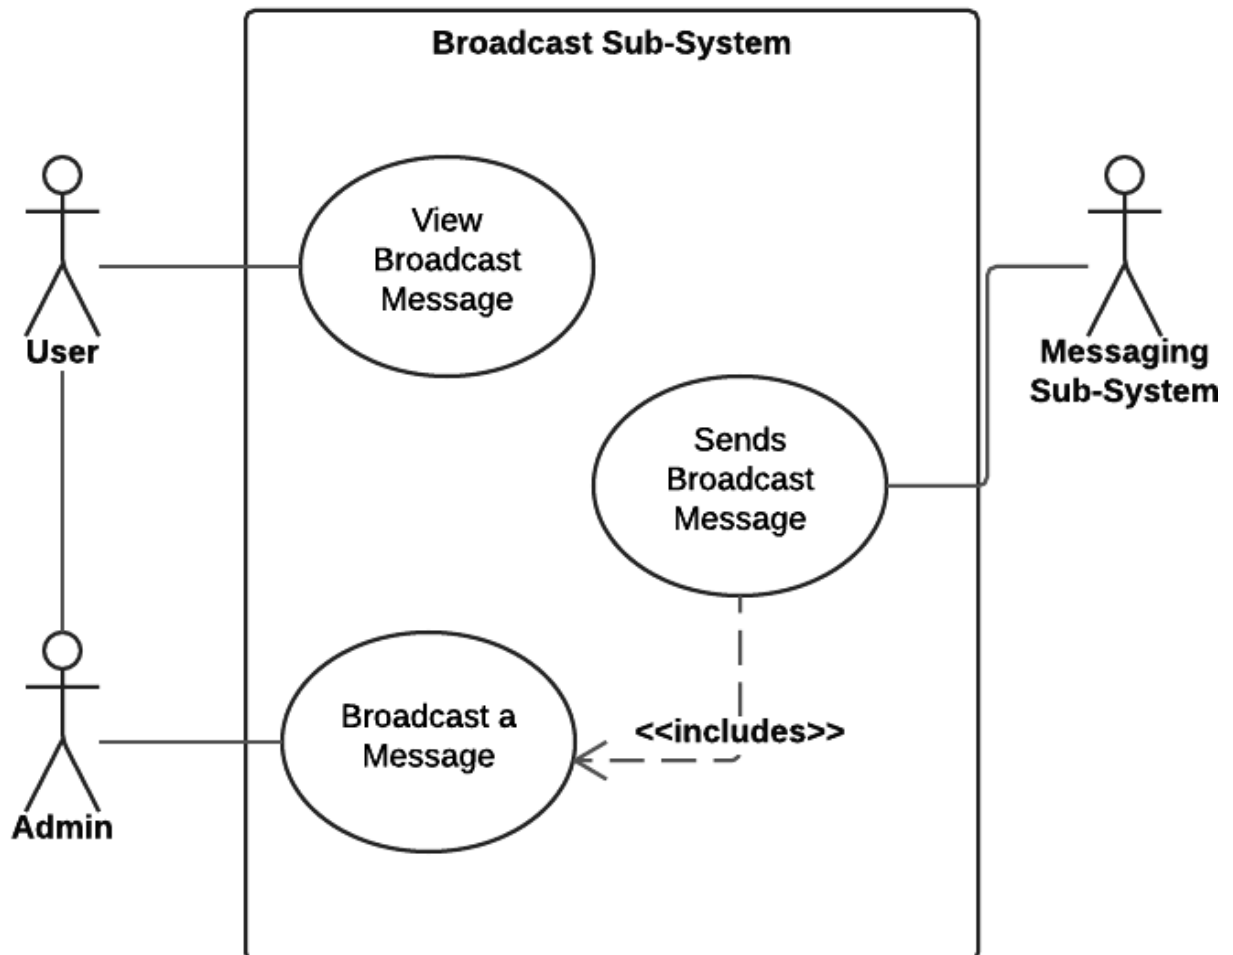 Broadcast Sub-System
View
Broadcast
Message
User
Messaging
Sub-System
Sends
Broadcast
Message
Broadcast a
Message
<<includes>>
Admin